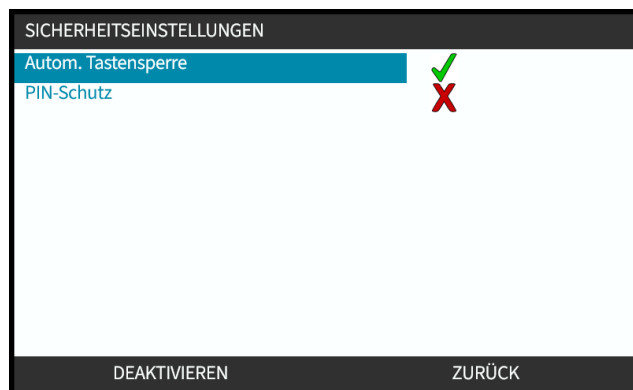 SICHERHEITSEINSTELLUNGEN
Autom. Tastensperre
PIN-Schutz
DEAKTIVIEREN ZURÜCK